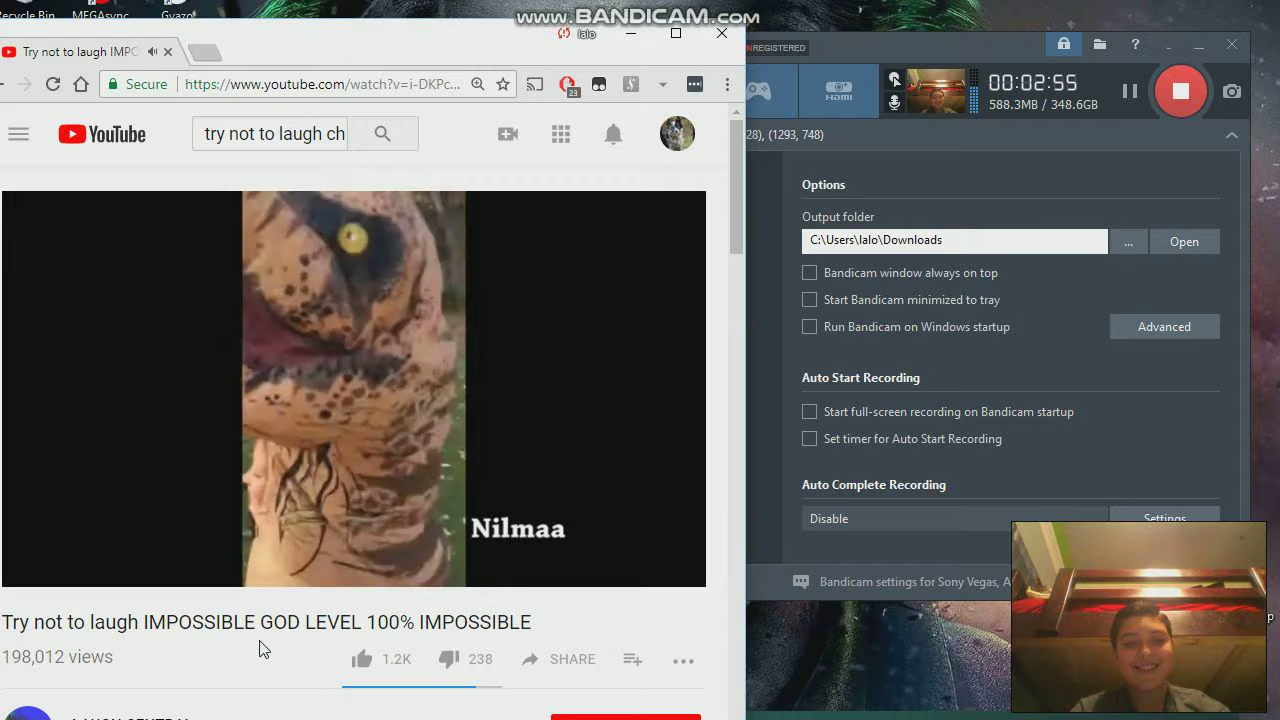 Recycle Bin MEGAsync Gyazo
www.BANDICAM.com
lalo
Try not to laugh IMPO
Secure https://www.youtube.com/watch?v=i-DKPc...
23
YouTube
try not to laugh ch
Nilmaa
Try not to laugh IMPOSSIBLE GOD LEVEL 100% IMPOSSIBLE
198,012 views
1.2K 238 SHARE
REGISTERED
HDMI
00:02:55
588.3MB / 348.6GB
28), (1293, 748)
Options
Output folder
C:\Users\lalo\Downloads ... Open
Bandicam window always on top
Start Bandicam minimized to tray
Run Bandicam on Windows startup Advanced
Auto Start Recording
Start full-screen recording on Bandicam startup
Set timer for Auto Start Recording
Auto Complete Recording
Disable Settings
Bandicam settings for Sony Vegas, A